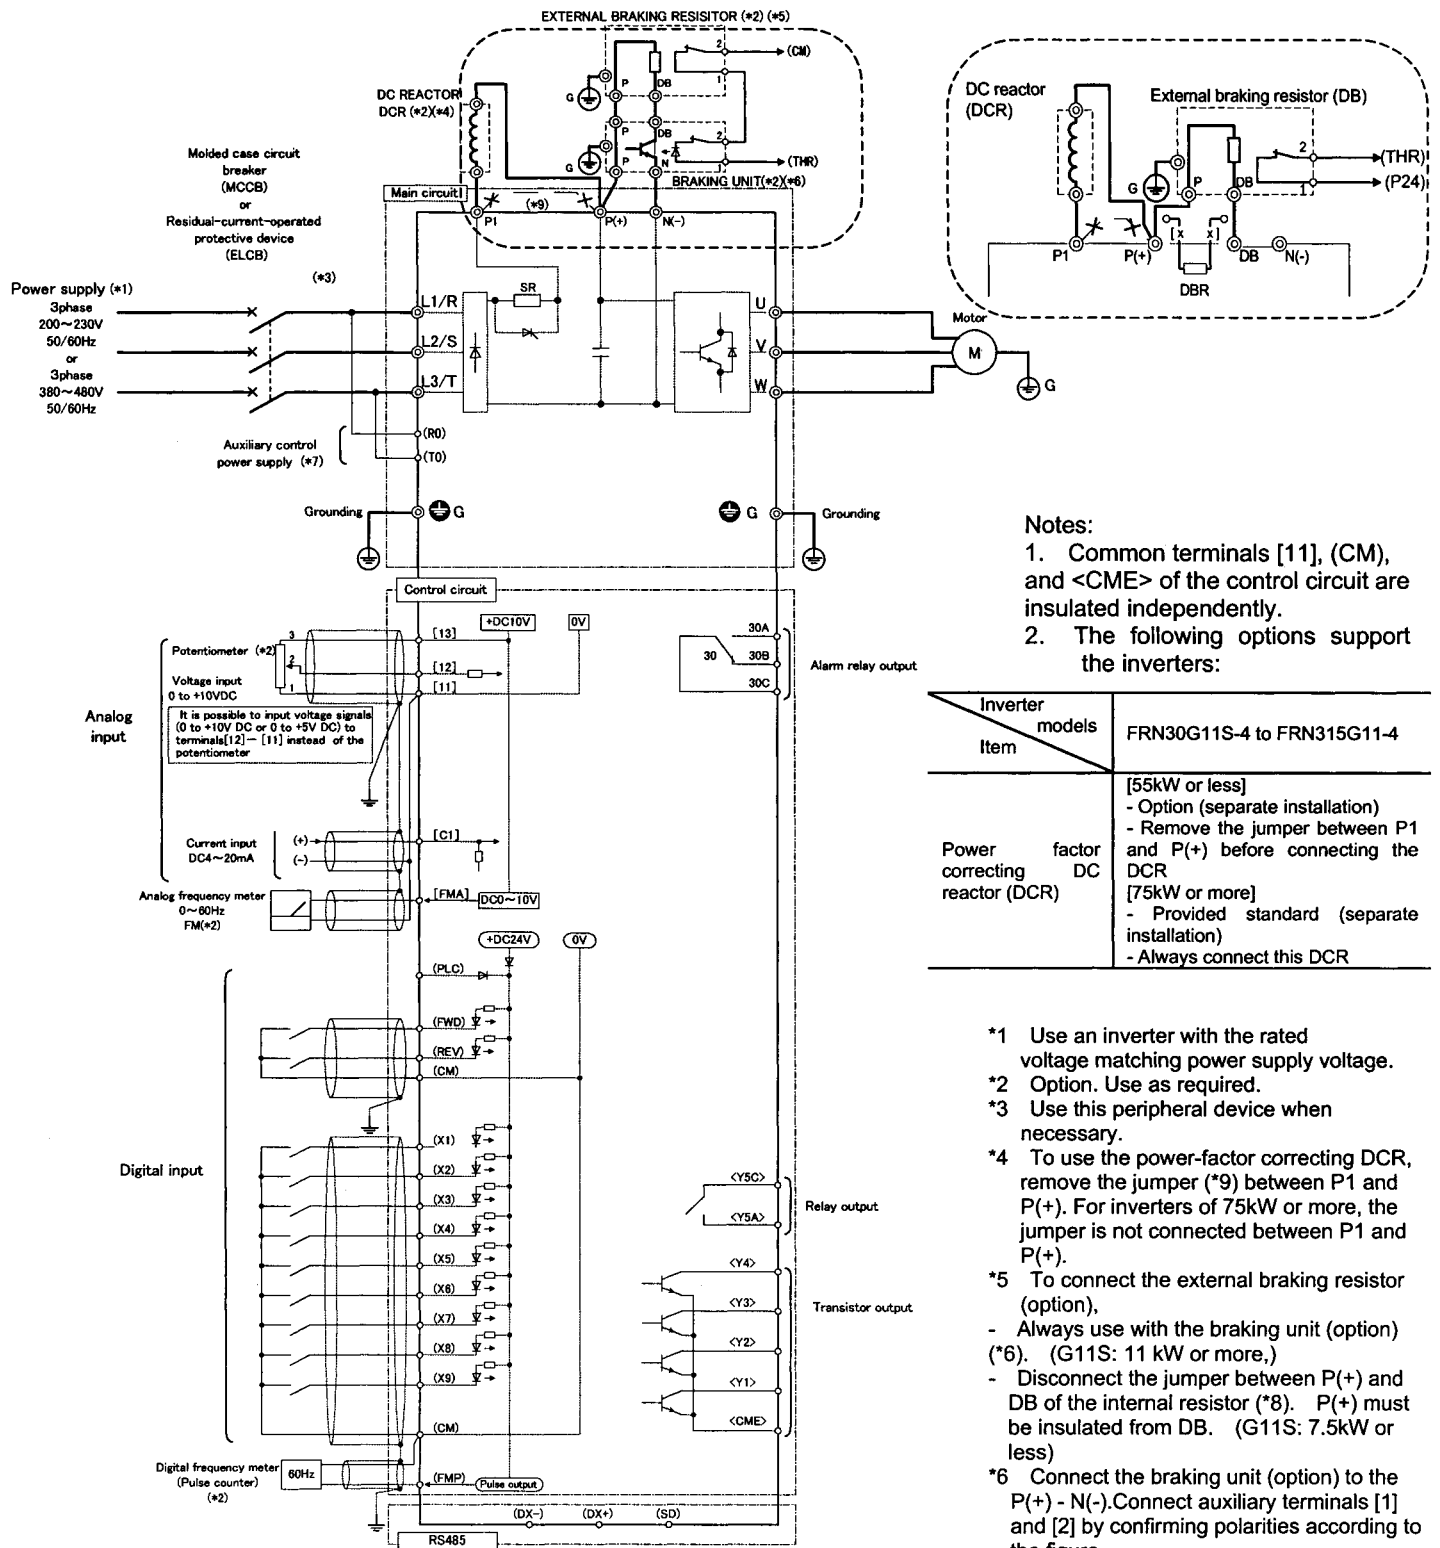 EXTERNAL BRAKING RESISITOR (*2) (*5)
2
(CM)
1
P
DB
G
DC REACTOR
DCR (*2)(*4)
P
DB
2
G
P
N
1
(THR)
BRAKING UNIT(*2)(*6)
Molded case circuit
breaker
(MCCB)
or
Residual-current-operated
protective device
(ELCB)
Main circuit
(*9)
P1
P(+)
N(-)
DC reactor
(DCR)
External braking resistor (DB)
2
(THR)
1
(P24)
G
P
DB
[x
x]
P1
P(+)
DB
N(-)
DBR
(*3)
Power supply (*1)
3phase
200~230V
50/60Hz
or
3phase
380~480V
50/60Hz
L1/R
L2/S
L3/T
SR
U
V
W
Motor
M
G
Auxiliary control
power supply (*7)
(R0)
(T0)
Grounding
G
G
Grounding
Control circuit
Potentiometer (*2)
3
2
1
Voltage input
0 to +10VDC
It is possible to input voltage signals
(0 to +10V DC or 0 to +5V DC) to
terminals[12]- [11] instead of the
potentiometer
Analog
input
[13]
[12]
[11]
+DC10V
0V
30
30A
30B
30C
Alarm relay output
Current input
DC4~20mA
(+)
(-)
[C1]
Analog frequency meter
0~60Hz
FM(*2)
[FMA]
DC0~10V
+DC24V
0V
(PLC)
(FWD)
(REV)
(CM)
Digital input
(X1)
(X2)
(X3)
(X4)
(X5)
(X6)
(X7)
(X8)
(X9)
(CM)
<Y5C>
<Y5A>
Relay output
<Y4>
<Y3>
<Y2>
<Y1>
<CME>
Transistor output
Digital frequency meter
(Pulse counter)
(*2)
60Hz
(FMP)
Pulse output
(DX-)
(DX+)
(SD)
RS485
Notes:
1. Common terminals [11], (CM),
and <CME> of the control circuit are
insulated independently.
2. The following options support
the inverters:
Inverter
models
Item
FRN30G11S-4 to FRN315G11-4
Power factor
correcting DC
reactor (DCR)
[55kW or less]
- Option (separate installation)
- Remove the jumper between P1
and P(+) before connecting the
DCR
[75kW or more]
- Provided standard (separate
installation)
- Always connect this DCR
*1 Use an inverter with the rated
voltage matching power supply voltage.
*2 Option. Use as required.
*3 Use this peripheral device when
necessary.
*4 To use the power-factor correcting DCR,
remove the jumper (*9) between P1 and
P(+). For inverters of 75kW or more, the
jumper is not connected between P1 and
P(+).
*5 To connect the external braking resistor
(option),
- Always use with the braking unit (option)
(*6). (G11S: 11 kW or more,)
- Disconnect the jumper between P(+) and
DB of the internal resistor (*8). P(+) must
be insulated from DB. (G11S: 7.5kW or
less)
*6 Connect the braking unit (option) to the
P(+) - N(-).Connect auxiliary terminals [1]
and [2] by confirming polarities according to